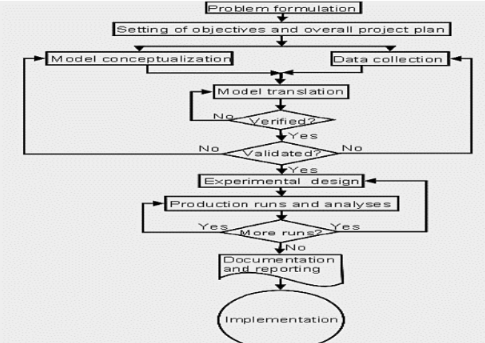 Problem formulation
Setting of objectives and overall project plan
Model conceptualization
Data collection
Model translation
No
Verified?
Yes
No
Validated?
No
Yes
Experimental design
Production runs and analyses
Yes
More runs?
Yes
No
Documentation
and reporting
Implementation